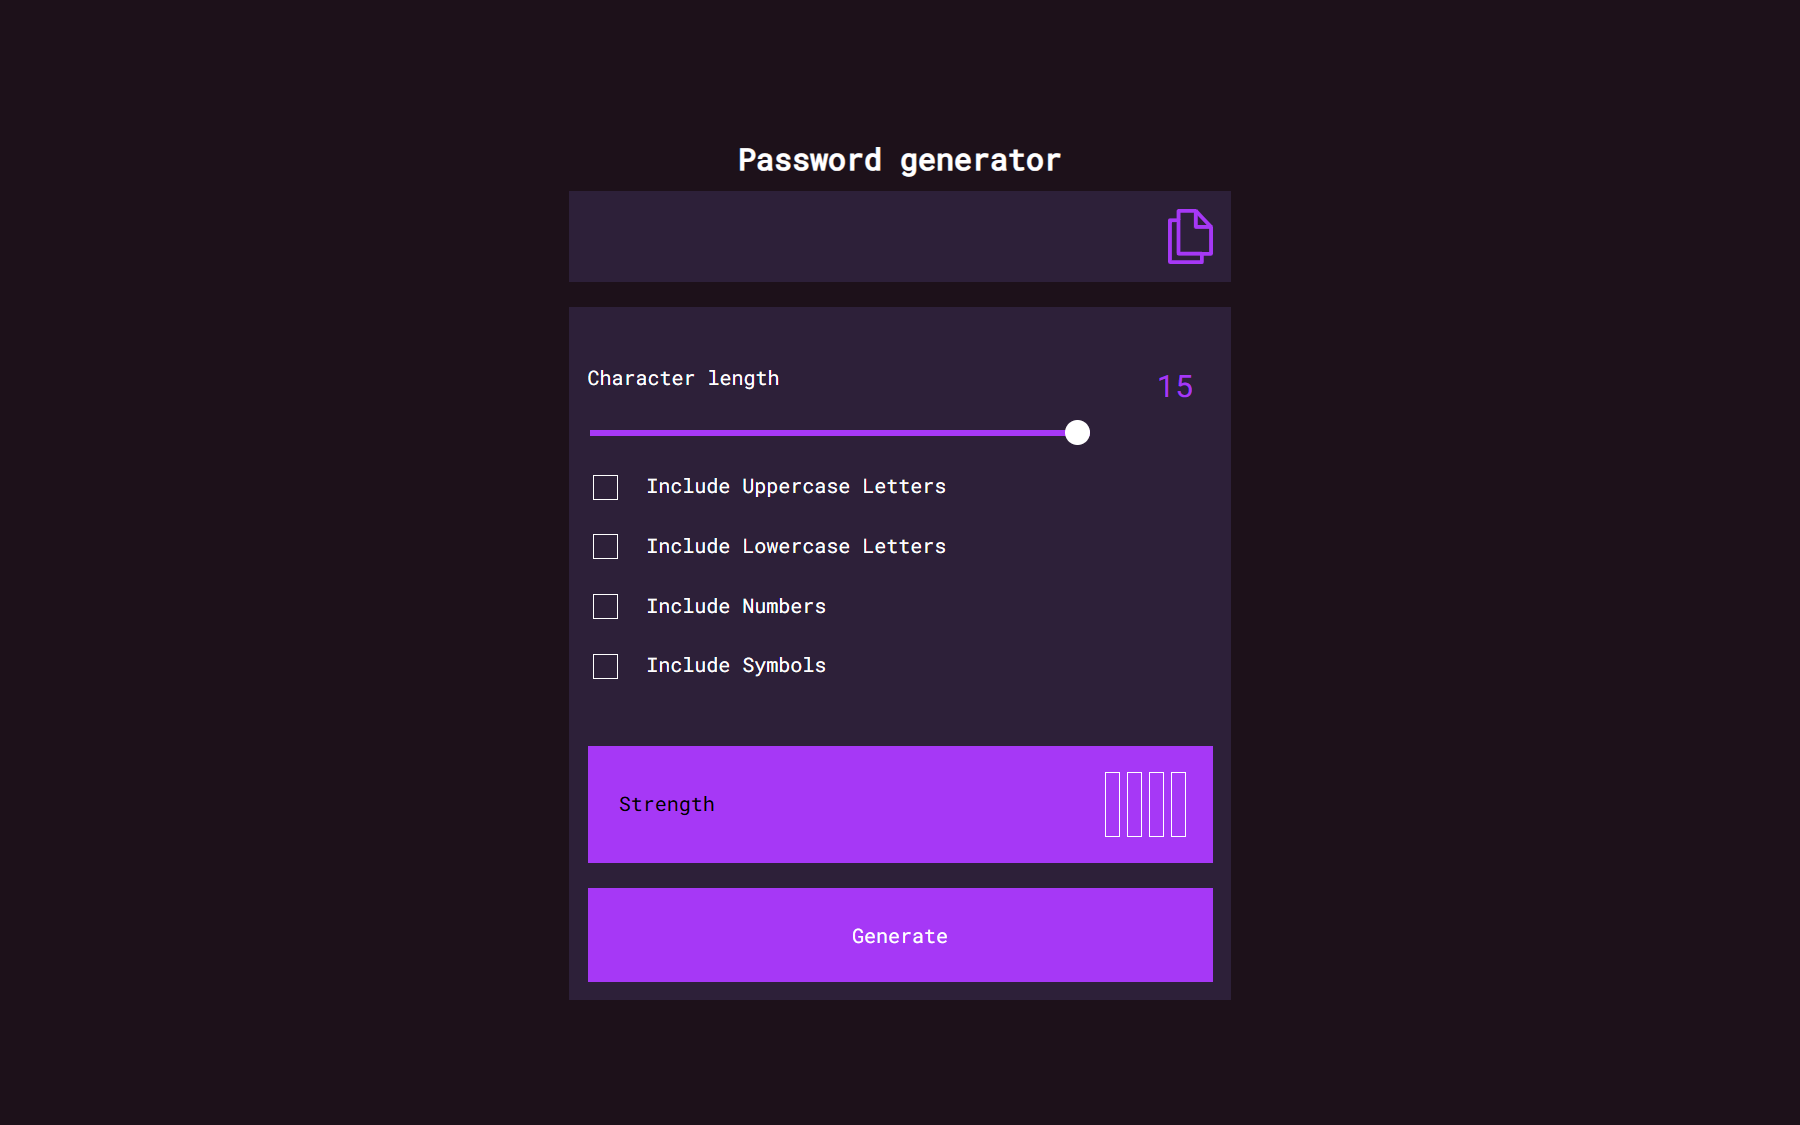 Password generator
Character length
15
Include Uppercase Letters
Include Lowercase Letters
Include Numbers
Include Symbols
Strength
Generate